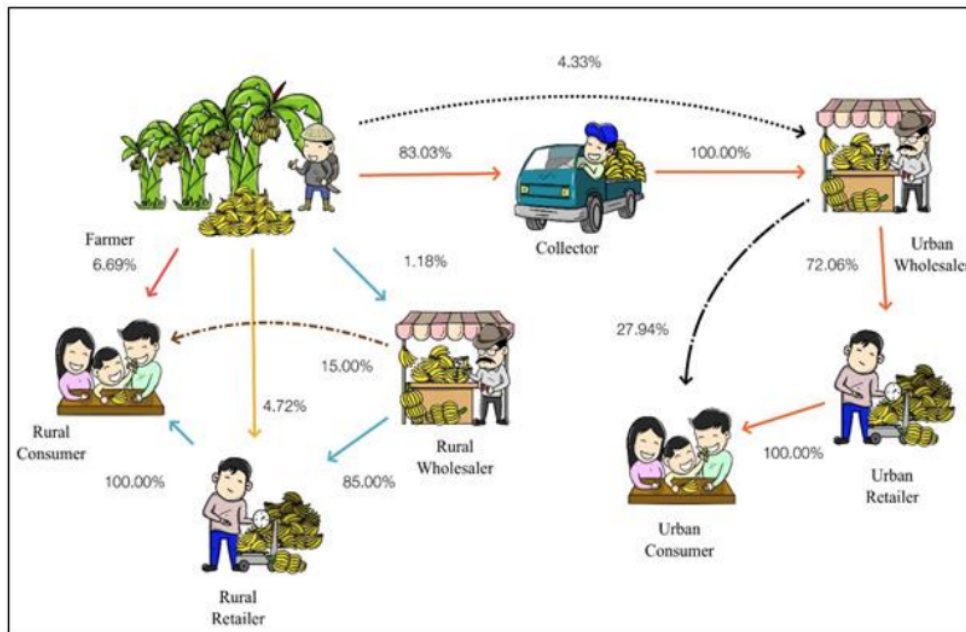 4.33%
83.03%
100.00%
Collector
Farmer
6.69%
1.18%
Urban
Wholesaler
72.06%
27.94%
15.00%
4.72%
Rural
Consumer
Rural
Wholesaler
100.00%
85.00%
100.00%
Urban
Retailer
Urban
Consumer
Rural
Retailer